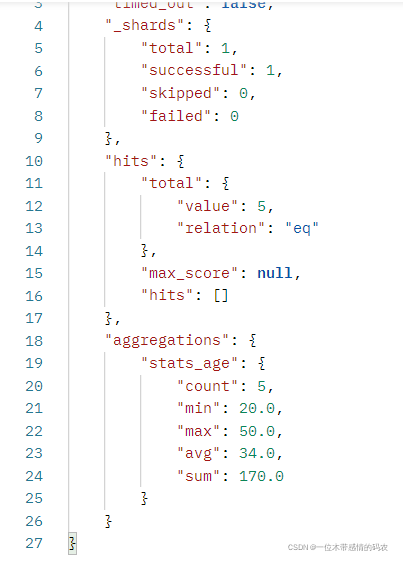 3 "timed_out": false,
4 "_shards": {
5 "total": 1,
6 "successful": 1,
7 "skipped": 0,
8 "failed": 0
9 },
10 "hits": {
11 "total": {
12 "value": 5,
13 "relation": "eq"
14 },
15 "max_score": null,
16 "hits": []
17 },
18 "aggregations": {
19 "stats_age": {
20 "count": 5,
21 "min": 20.0,
22 "max": 50.0,
23 "avg": 34.0,
24 "sum": 170.0
25 }
26 }
27 }
CSDN @一位木带感情的码农